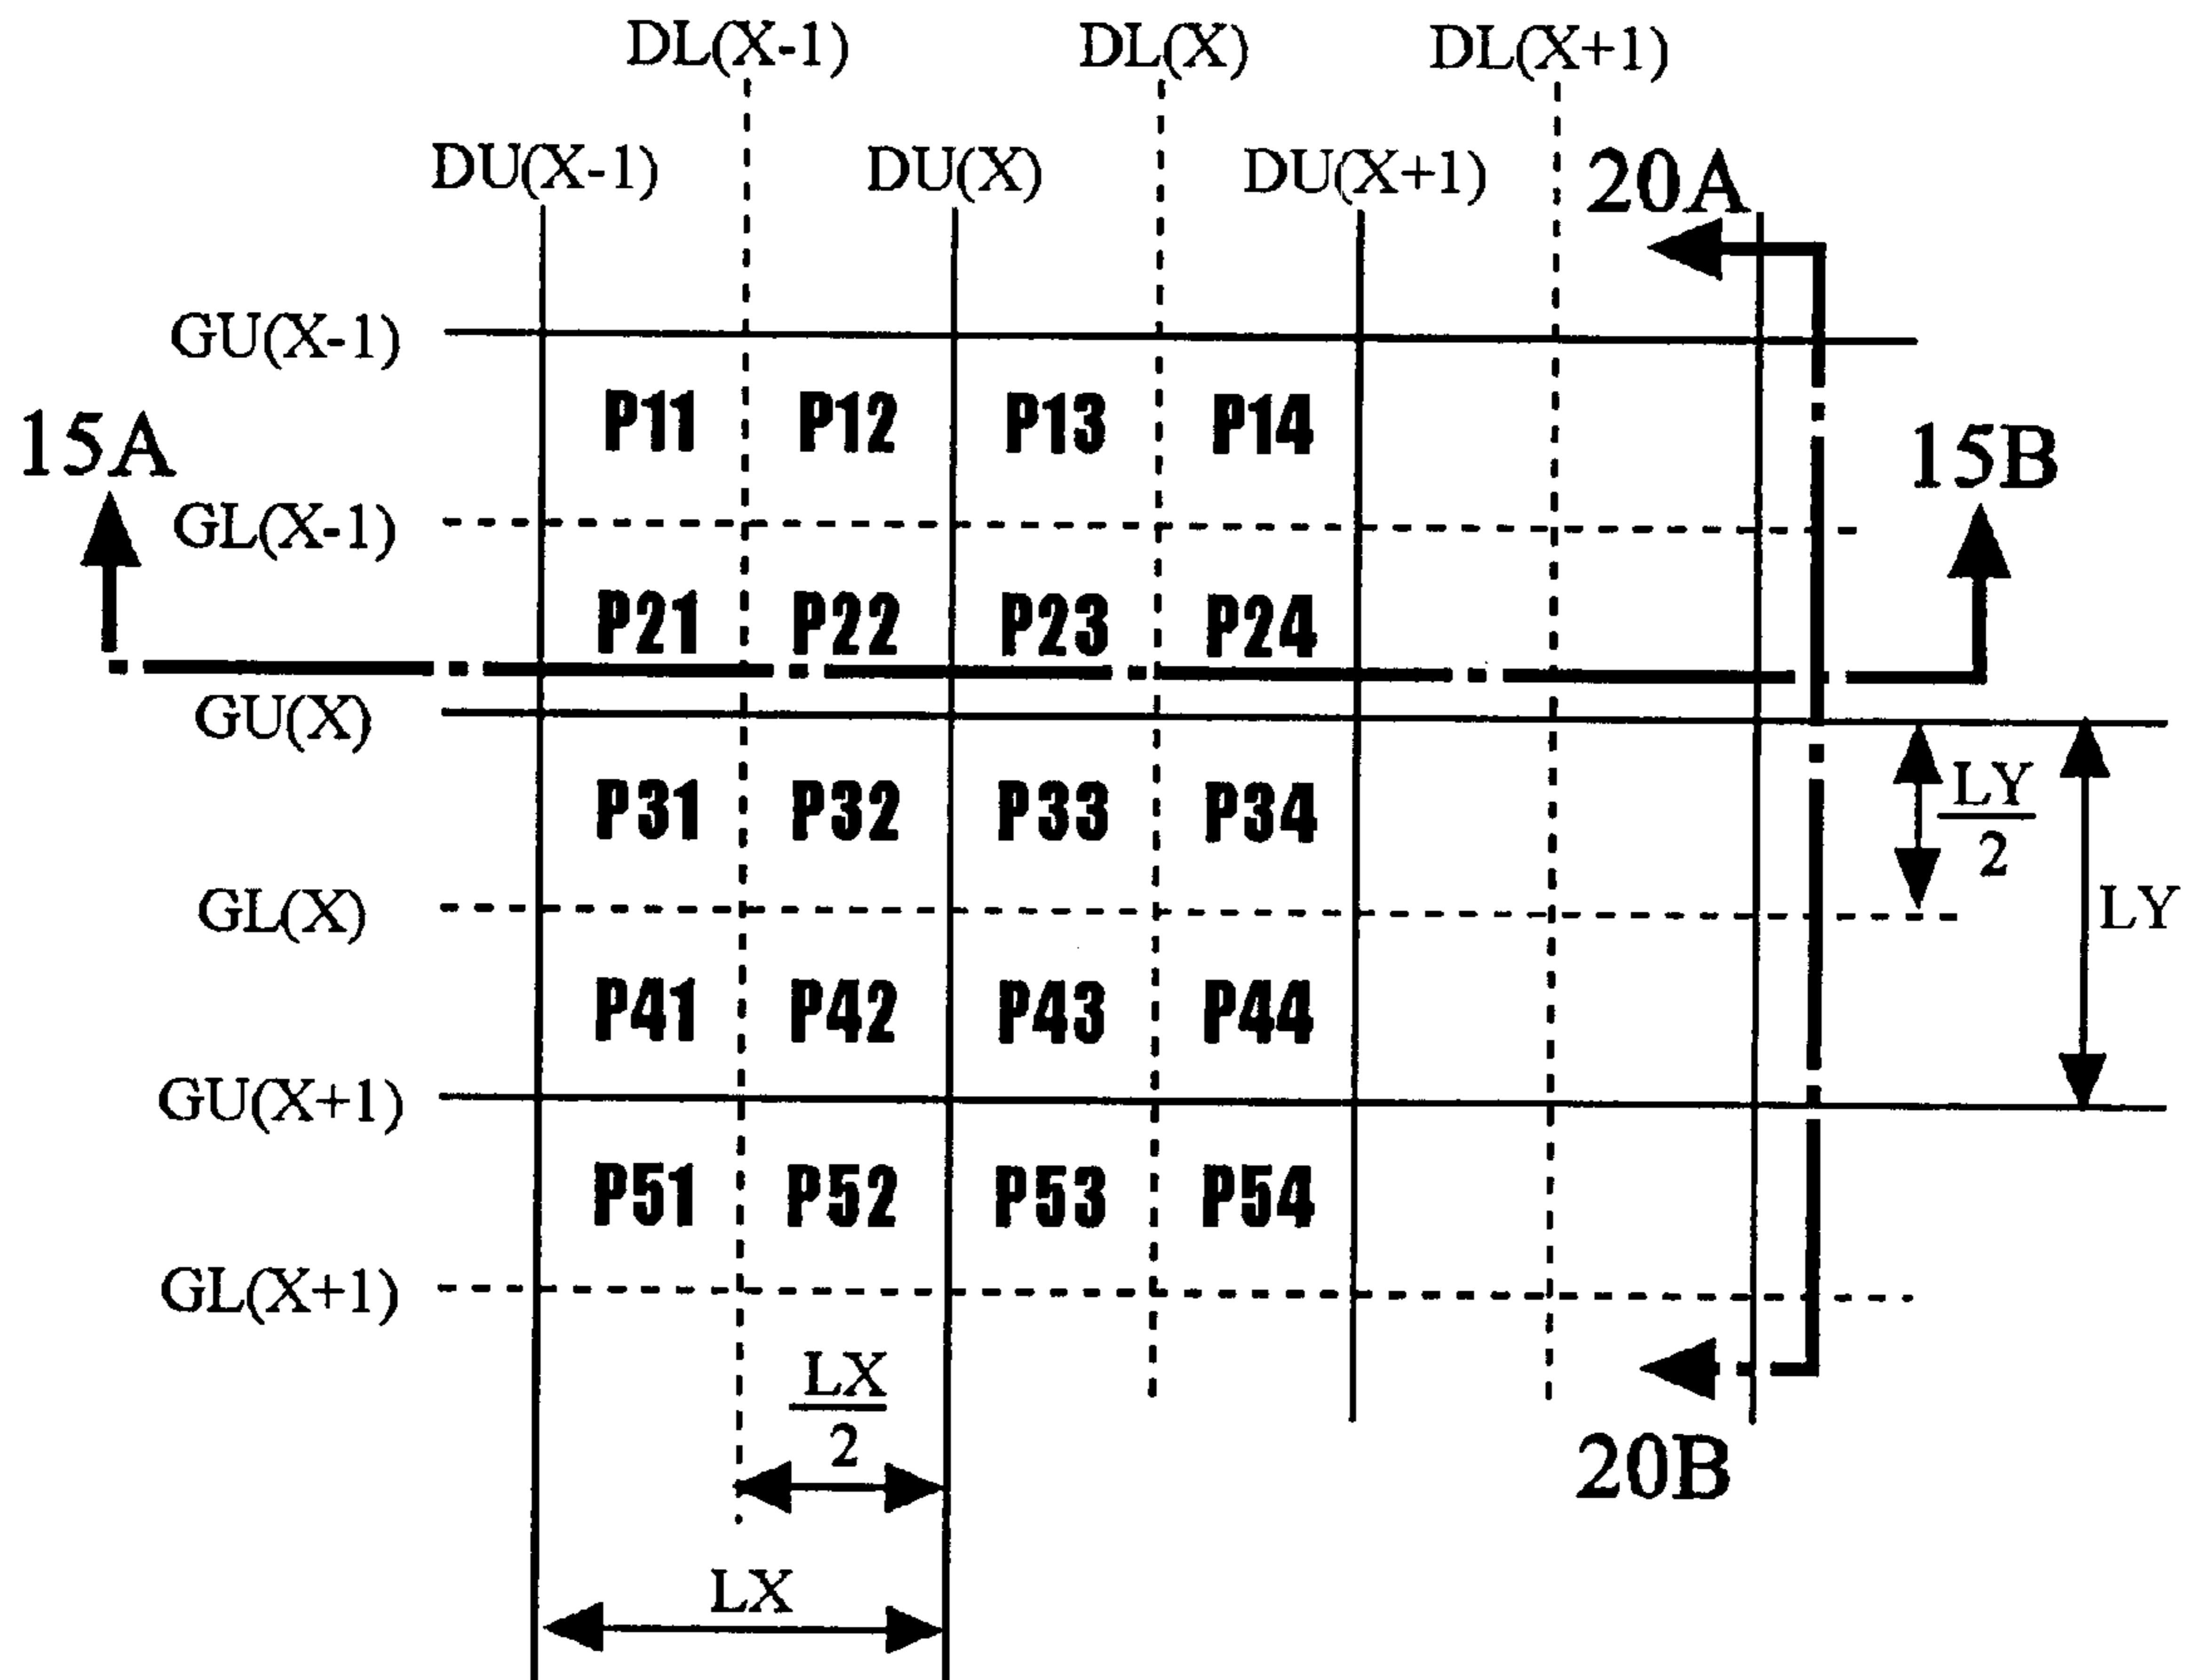 DL(X-1) DL(X) DL(X+1)
DU(X-1) DU(X) DU(X+1)
20A
GU(X-1)
P11 P12 P13 P14
15A 15B
GL(X-1)
P21 P22 P23 P24
GU(X)
P31 P32 P33 P34
LY
2
GL(X)
LY
P41 P42 P43 P44
GU(X+1)
P51 P52 P53 P54
GL(X+1)
LX
2
20B
LX